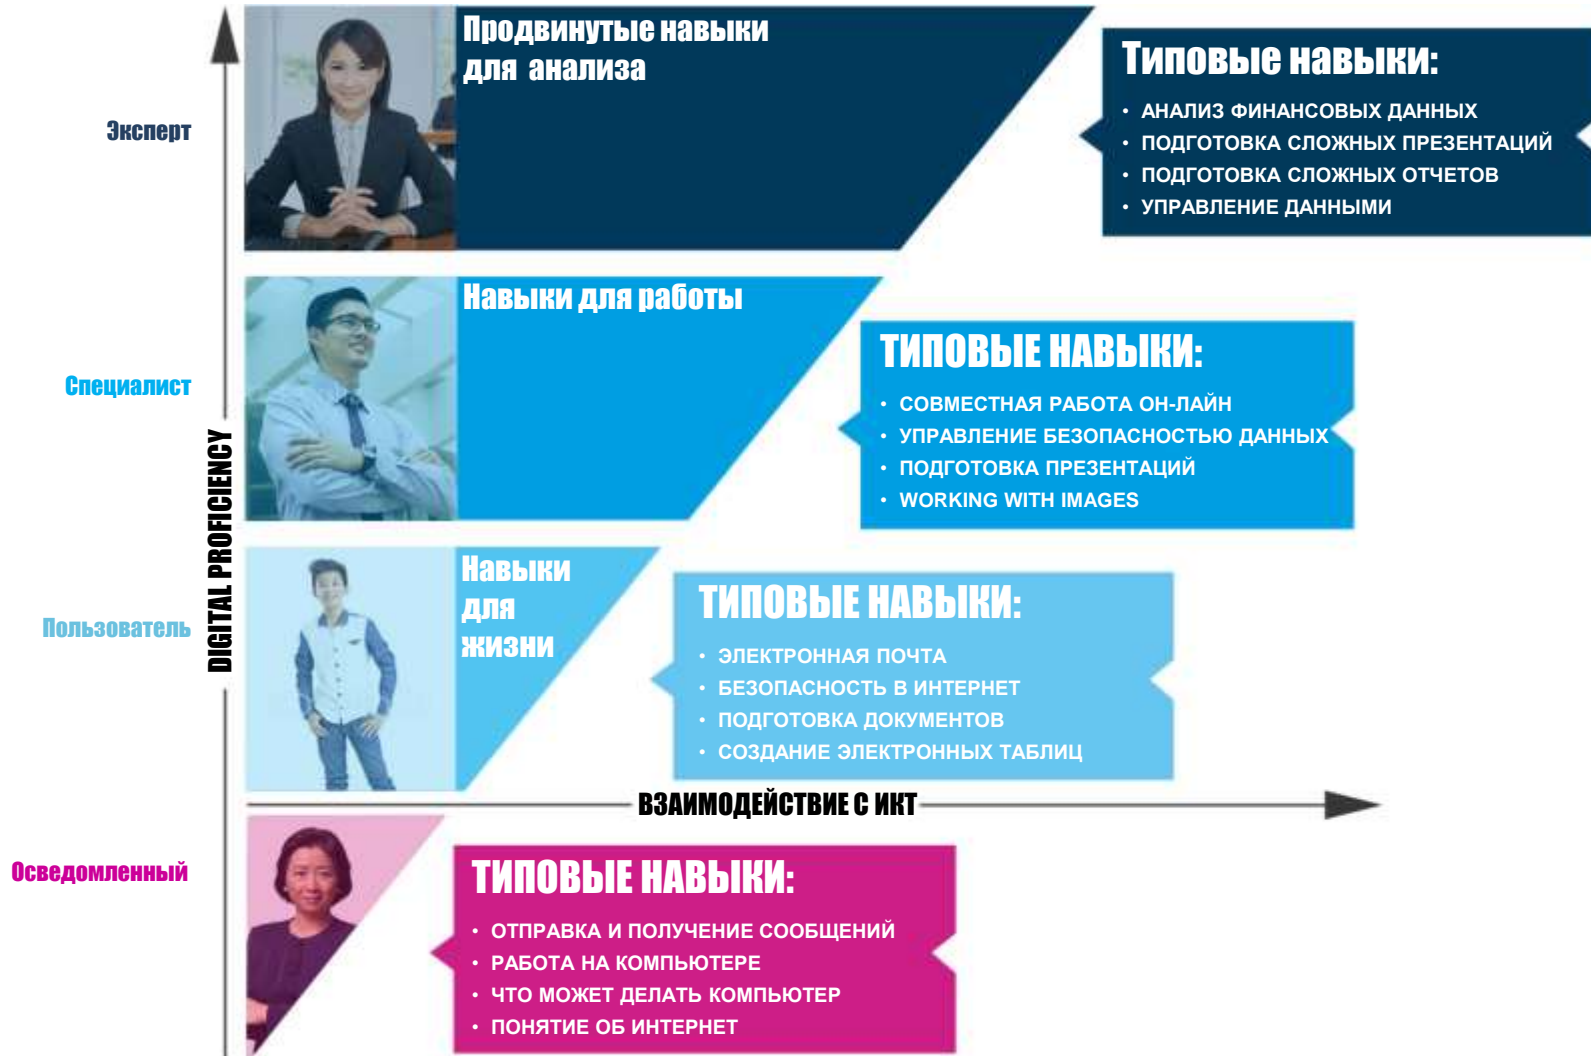 Продвинутые навыки
для анализа
Эксперт
Типовые навыки:
• АНАЛИЗ ФИНАНСОВЫХ ДАННЫХ
• ПОДГОТОВКА СЛОЖНЫХ ПРЕЗЕНТАЦИЙ
• ПОДГОТОВКА СЛОЖНЫХ ОТЧЕТОВ
• УПРАВЛЕНИЕ ДАННЫМИ
Навыки для работы
Специалист
ТИПОВЫЕ НАВЫКИ:
• СОВМЕСТНАЯ РАБОТА ОН-ЛАЙН
• УПРАВЛЕНИЕ БЕЗОПАСНОСТЬЮ ДАННЫХ
• ПОДГОТОВКА ПРЕЗЕНТАЦИЙ
• WORKING WITH IMAGES
DIGITAL PROFICIENCY
Навыки
для
жизни
Пользователь
ТИПОВЫЕ НАВЫКИ:
• ЭЛЕКТРОННАЯ ПОЧТА
• БЕЗОПАСНОСТЬ В ИНТЕРНЕТ
• ПОДГОТОВКА ДОКУМЕНТОВ
• СОЗДАНИЕ ЭЛЕКТРОННЫХ ТАБЛИЦ
ВЗАИМОДЕЙСТВИЕ С ИКТ
Осведомленный
ТИПОВЫЕ НАВЫКИ:
• ОТПРАВКА И ПОЛУЧЕНИЕ СООБЩЕНИЙ
• РАБОТА НА КОМПЬЮТЕРЕ
• ЧТО МОЖЕТ ДЕЛАТЬ КОМПЬЮТЕР
• ПОНЯТИЕ ОБ ИНТЕРНЕТ